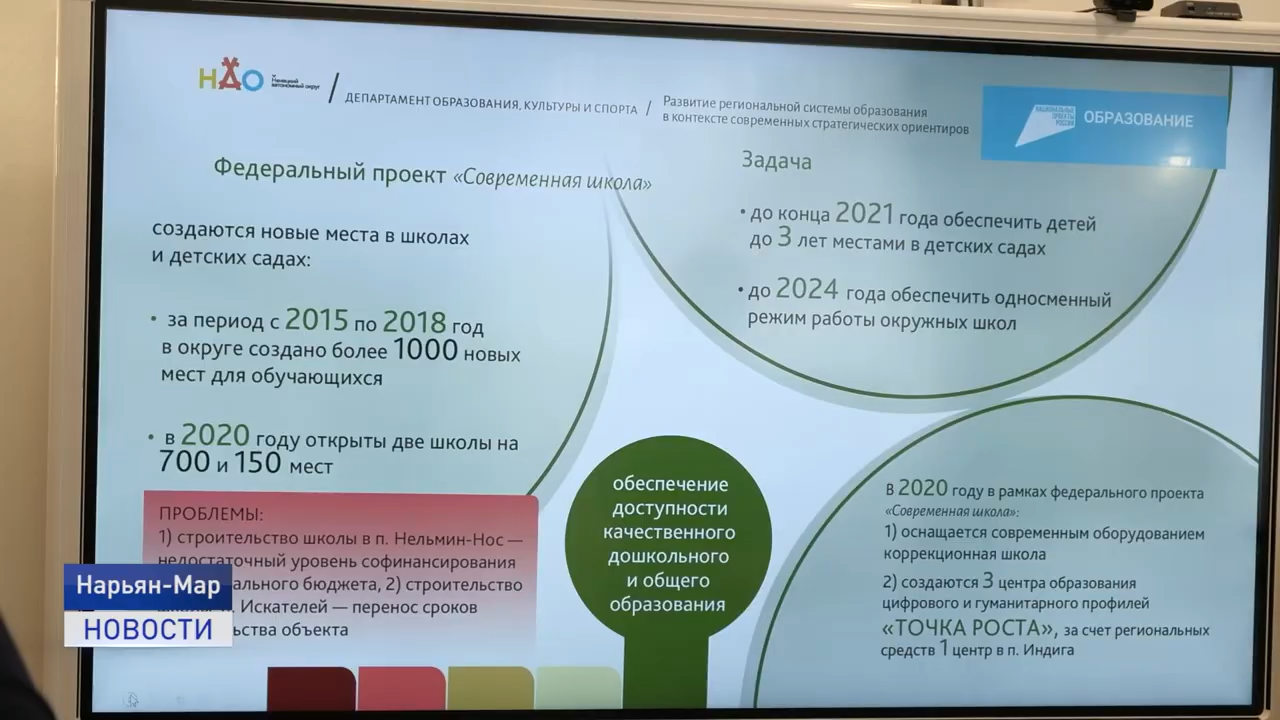 НАО
Ненецкий
автономный округ
ДЕПАРТАМЕНТ ОБРАЗОВАНИЯ, КУЛЬТУРЫ И СПОРТА /
Развитие региональной системы образования
в контексте современных стратегических ориентиров
НАЦИОНАЛЬНЫЕ
ПРОЕКТЫ
РОССИИ
ОБРАЗОВАНИЕ
Федеральный проект «Современная школа»
создаются новые места в школах
и детских садах:
• за период с 2015 по 2018 год
в округе создано более 1000 новых
мест для обучающихся
• в 2020 году открыты две школы на
700 и 150 мест
ПРОБЛЕМЫ:
1) строительство школы в п. Нельмин-Нос —
недостаточный уровень софинансирования
ального бюджета, 2) строительство
Искателей — перенос сроков
льства объекта
Нарьян-Мар
НОВОСТИ
Задача
• до конца 2021 года обеспечить детей
до 3 лет местами в детских садах
• до 2024 года обеспечить односменный
режим работы окружных школ
обеспечение
доступности
качественного
дошкольного
и общего
образования
В 2020 году в рамках федерального проекта
«Современная школа»:
1) оснащается современным оборудованием
коррекционная школа
2) создаются 3 центра образования
цифрового и гуманитарного профилей
«ТОЧКА РОСТА», за счет региональных
средств 1 центр в п. Индига